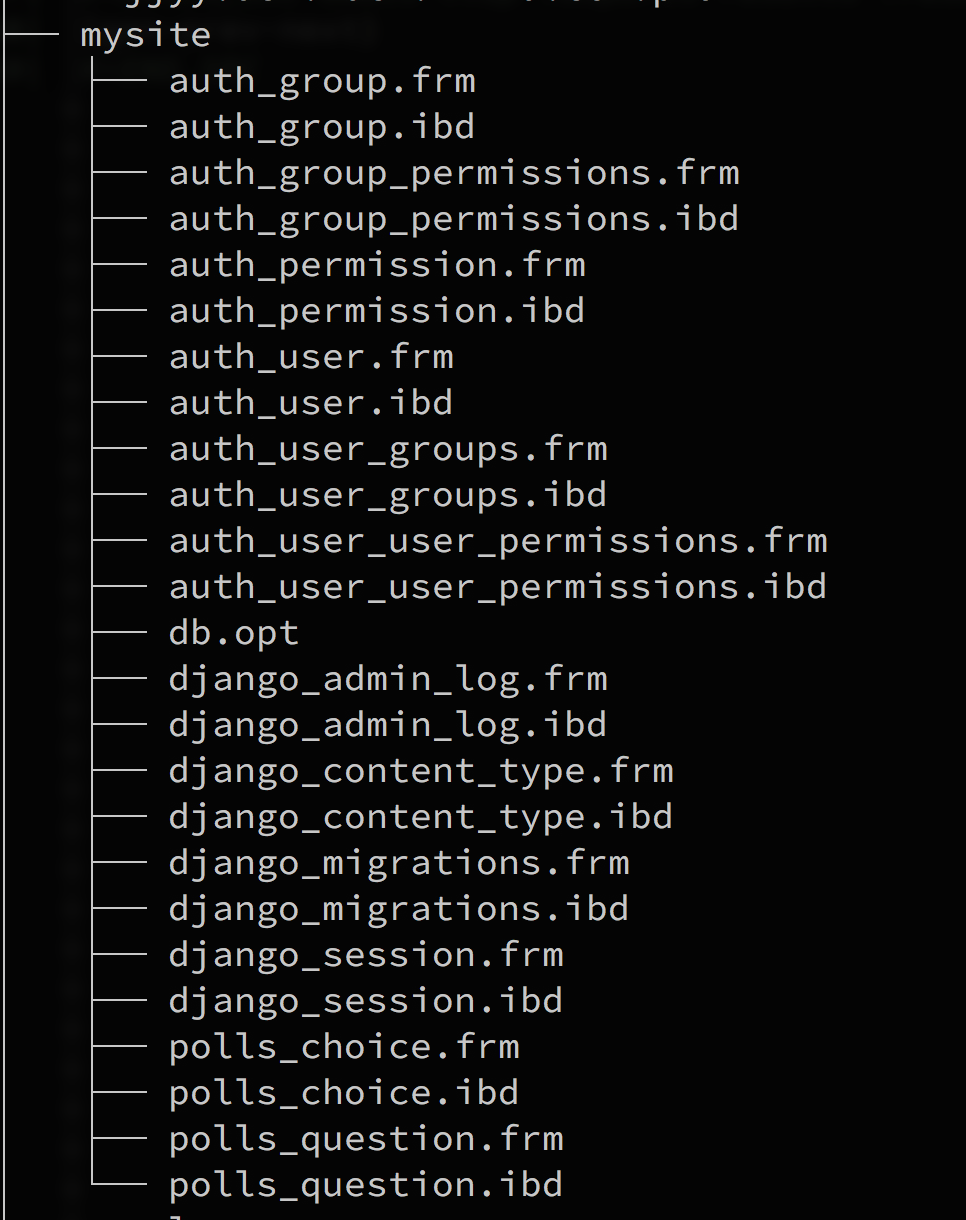 mysite
auth_group.frm
auth_group.ibd
auth_group_permissions.frm
auth_group_permissions.ibd
auth_permission.frm
auth_permission.ibd
auth_user.frm
auth_user.ibd
auth_user_groups.frm
auth_user_groups.ibd
auth_user_user_permissions.frm
auth_user_user_permissions.ibd
db.opt
django_admin_log.frm
django_admin_log.ibd
django_content_type.frm
django_content_type.ibd
django_migrations.frm
django_migrations.ibd
django_session.frm
django_session.ibd
polls_choice.frm
polls_choice.ibd
polls_question.frm
polls_question.ibd